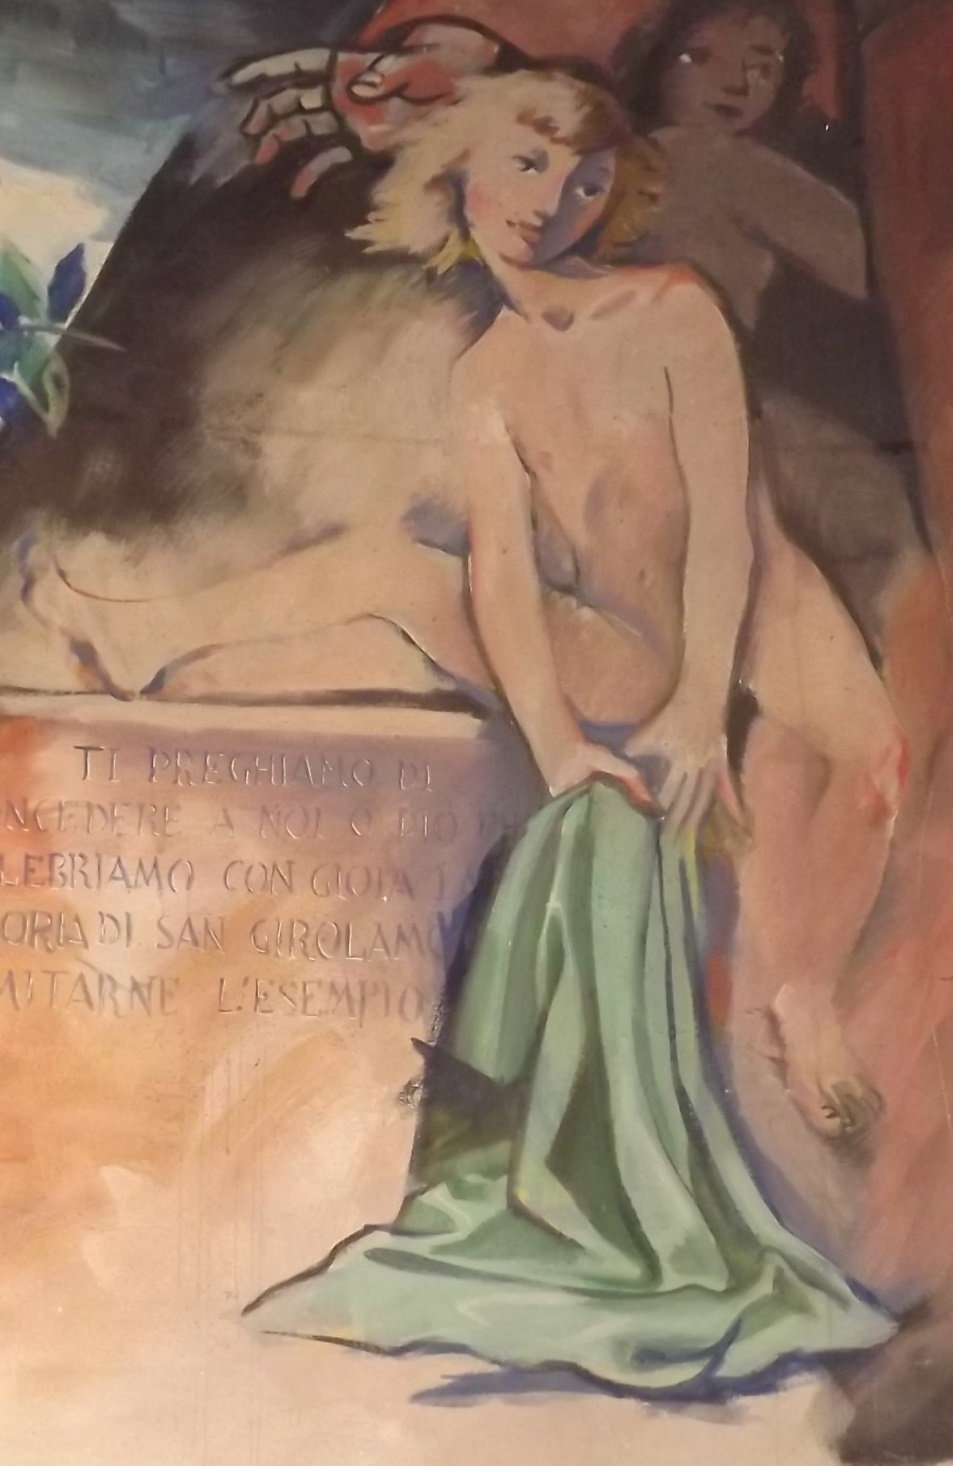 TI PREGHIAMO DI
NCEDERE A NOI O DIO
LEBRIAMO CON GIOIA
ORIA DI SAN GIROLAMO
MITARNE L'ESEMPIO